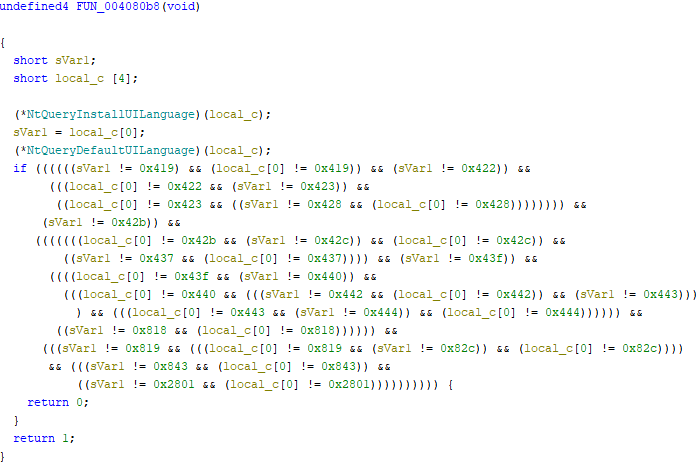 undefined4 FUN_004080b8(void)
{
short sVar1;
short local_c [4];
(*NtQueryInstallUILanguage)(local_c);
sVar1 = local_c[0];
(*NtQueryDefaultUILanguage)(local_c);
if ((((((sVar1 != 0x419) && (local_c[0] != 0x419)) && (sVar1 != 0x422)) &&
(((local_c[0] != 0x422 && (sVar1 != 0x423)) &&
((local_c[0] != 0x423 && ((sVar1 != 0x428 && (local_c[0] != 0x428)))))))) &&
(sVar1 != 0x42b)) &&
(((((((local_c[0] != 0x42b && (sVar1 != 0x42c)) && (local_c[0] != 0x42c)) &&
((sVar1 != 0x437 && (local_c[0] != 0x437)))) && (sVar1 != 0x43f)) &&
((((local_c[0] != 0x43f && (sVar1 != 0x440)) &&
(((local_c[0] != 0x440 && (((sVar1 != 0x442 && (local_c[0] != 0x442)) && (sVar1 != 0x443)))
) && (((local_c[0] != 0x443 && (sVar1 != 0x444)) && (local_c[0] != 0x444)))))) &&
((sVar1 != 0x818 && (local_c[0] != 0x818)))))) &&
(((sVar1 != 0x819 && (((local_c[0] != 0x819 && (sVar1 != 0x82c)) && (local_c[0] != 0x82c))))
&& (((sVar1 != 0x843 && (local_c[0] != 0x843)) &&
((sVar1 != 0x2801 && (local_c[0] != 0x2801)))))))))) {
return 0;
}
return 1;
}